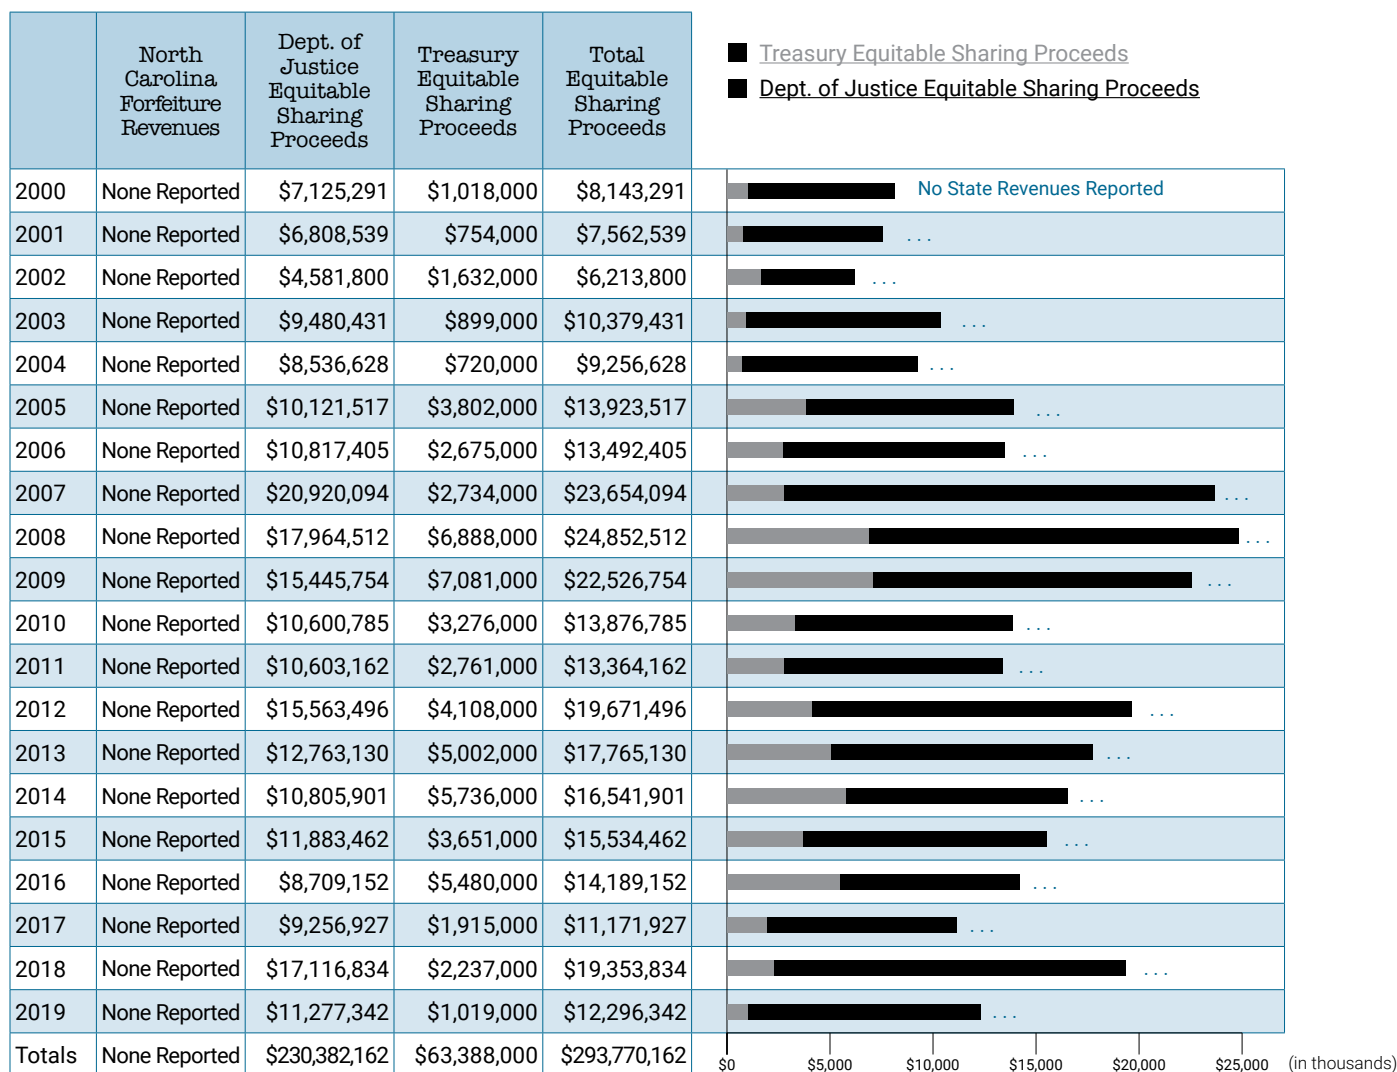 North
Carolina
Forfeiture
Revenues
Dept. of
Justice
Equitable
Sharing
Proceeds
Treasury
Equitable
Sharing
Proceeds
Total
Equitable
Sharing
Proceeds
Treasury Equitable Sharing Proceeds
Dept. of Justice Equitable Sharing Proceeds
2000 None Reported $7,125,291 $1,018,000 $8,143,291 No State Revenues Reported
2001 None Reported $6,808,539 $754,000 $7,562,539 ...
2002 None Reported $4,581,800 $1,632,000 $6,213,800 ...
2003 None Reported $9,480,431 $899,000 $10,379,431 ...
2004 None Reported $8,536,628 $720,000 $9,256,628 ...
2005 None Reported $10,121,517 $3,802,000 $13,923,517 ...
2006 None Reported $10,817,405 $2,675,000 $13,492,405 ...
2007 None Reported $20,920,094 $2,734,000 $23,654,094 ...
2008 None Reported $17,964,512 $6,888,000 $24,852,512 ...
2009 None Reported $15,445,754 $7,081,000 $22,526,754 ...
2010 None Reported $10,600,785 $3,276,000 $13,876,785 ...
2011 None Reported $10,603,162 $2,761,000 $13,364,162 ...
2012 None Reported $15,563,496 $4,108,000 $19,671,496 ...
2013 None Reported $12,763,130 $5,002,000 $17,765,130 ...
2014 None Reported $10,805,901 $5,736,000 $16,541,901 ...
2015 None Reported $11,883,462 $3,651,000 $15,534,462 ...
2016 None Reported $8,709,152 $5,480,000 $14,189,152 ...
2017 None Reported $9,256,927 $1,915,000 $11,171,927 ...
2018 None Reported $17,116,834 $2,237,000 $19,353,834 ...
2019 None Reported $11,277,342 $1,019,000 $12,296,342 ...
Totals None Reported $230,382,162 $63,388,000 $293,770,162
$0 $5,000 $10,000 $15,000 $20,000 $25,000 (in thousands)